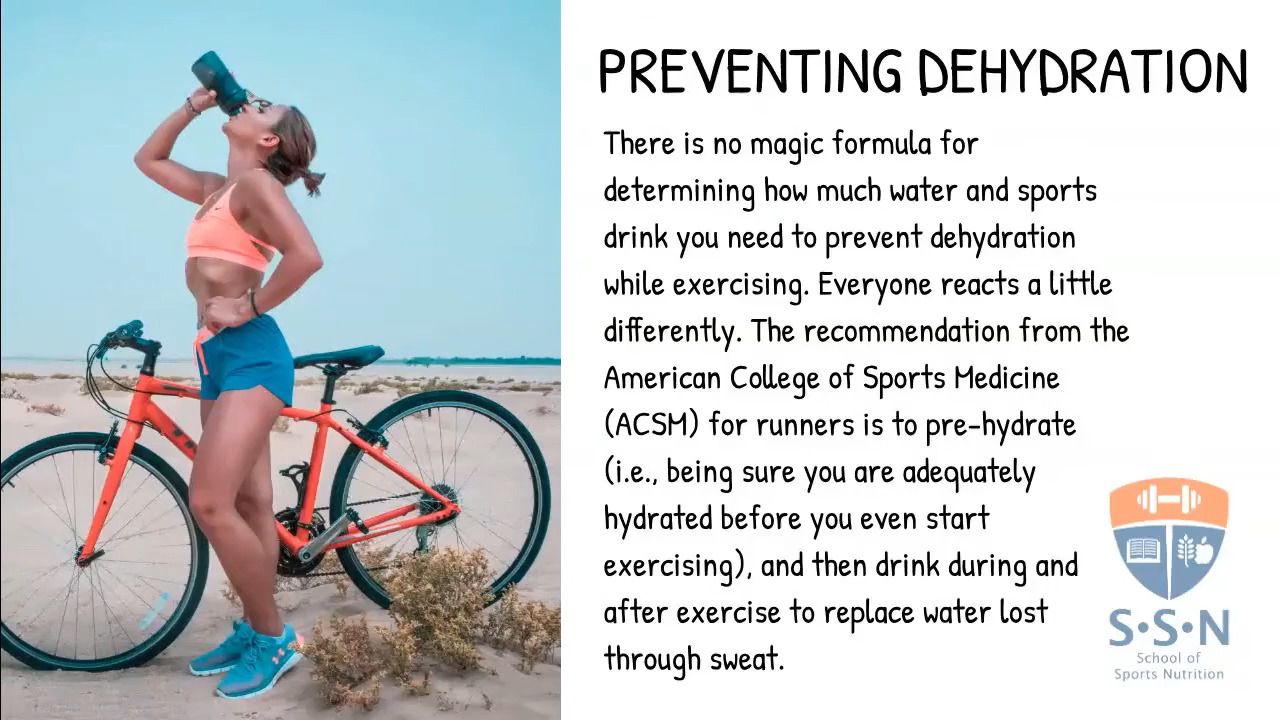 PREVENTING DEHYDRATION
There is no magic formula for
determining how much water and sports
drink you need to prevent dehydration
while exercising. Everyone reacts a little
differently. The recommendation from the
American College of Sports Medicine
(ACSM) for runners is to pre-hydrate
(i.e., being sure you are adequately
hydrated before you even start
exercising), and then drink during and
after exercise to replace water lost
through sweat.
S·S·N
School of
Sports Nutrition